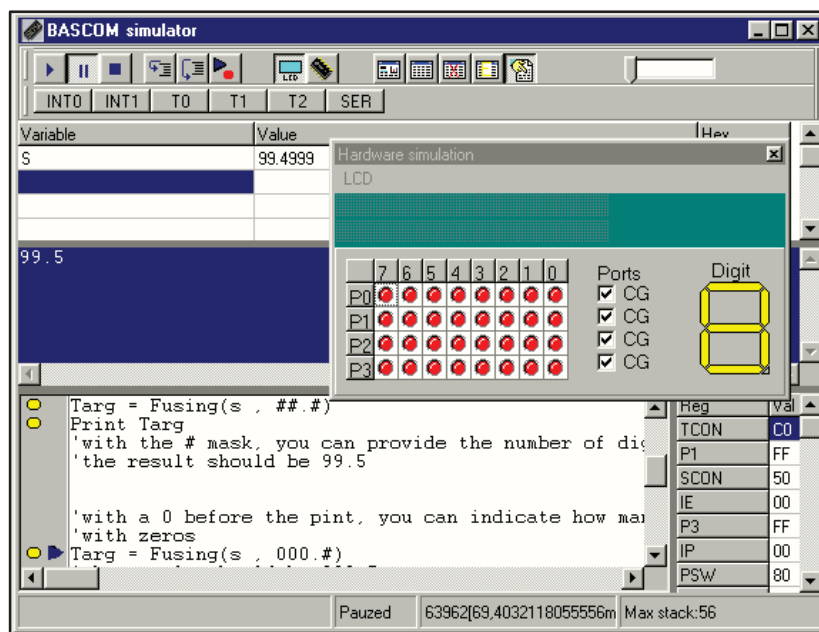 BASCOM simulator
LCD
INT0 INT1 T0 T1 T2 SER
Variable Value Hex
S 99.4999
Hardware simulation
LCD
99.5
7 6 5 4 3 2 1 0
Ports
Digit
P0 CG
P1 CG
P2 CG
P3 CG
Targ = Fusing(s , ##.#)
Print Targ
'with the # mask, you can provide the number of
'the result should be 99.5
'with a 0 before the pint, you can indicate how
'with zeros
Targ = Fusing(s , 000.#)
Reg Val
TCON C0
P1 FF
SCON 50
IE 00
P3 FF
IP 00
PSW 80
Pauzed 63962[69,4032118055556m Max stack:56